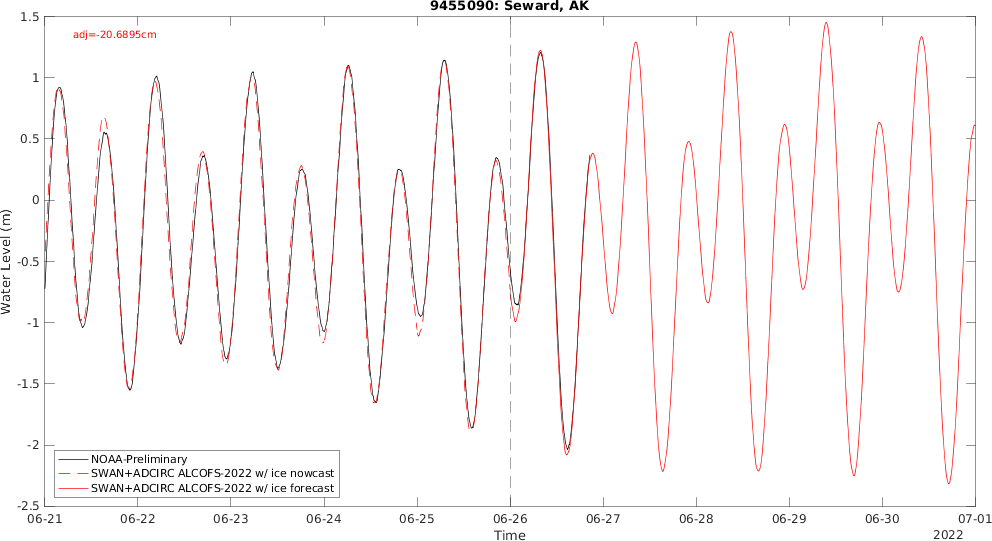 9455090: Seward, AK
adj=-20.6895cm
Water Level (m)
1.5
1
0.5
0
-0.5
-1
-1.5
-2
-2.5
NOAA-Preliminary
SWAN+ADCIRC ALCOFS-2022 w/ ice nowcast
SWAN+ADCIRC ALCOFS-2022 w/ ice forecast
06-21 06-22 06-23 06-24 06-25 06-26 06-27 06-28 06-29 06-30 07-01
Time
2022